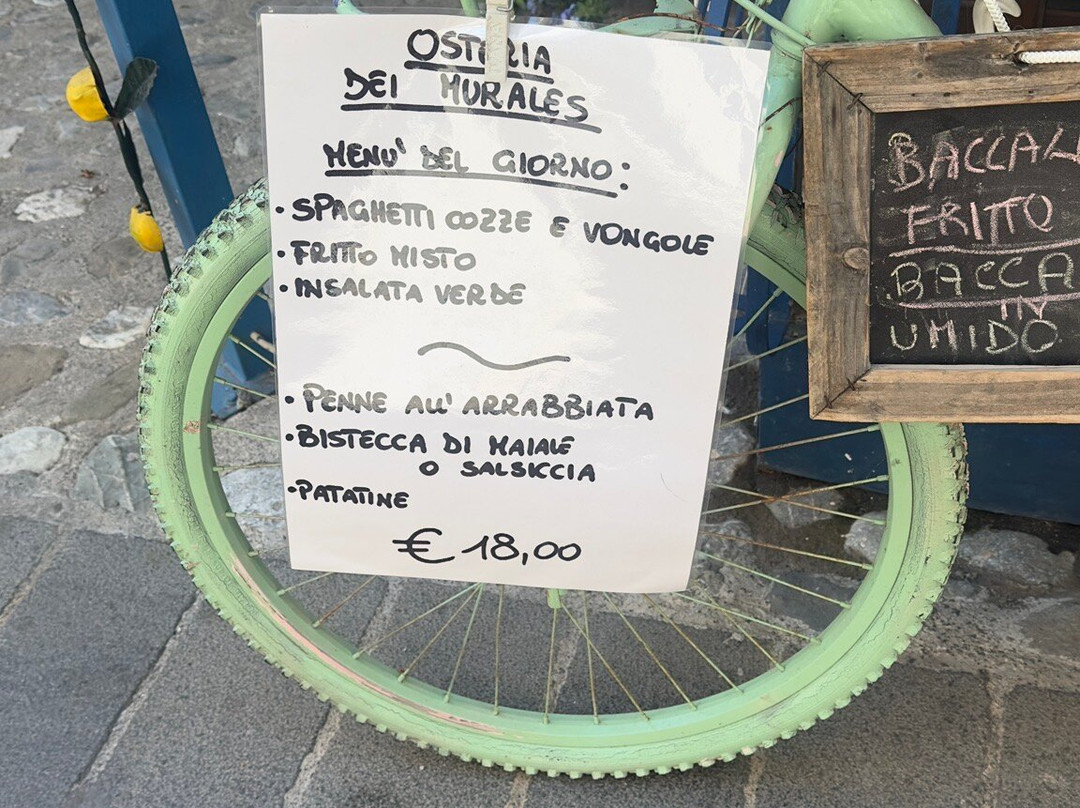 OSTERIA
DEI MURALES
MENU' DEL GIORNO:
• SPAGHETTI COZZE E VONGOLE
• FRITTO MISTO
• INSALATA VERDE
• PENNE ALL' ARRABBIATA
• BISTECCA DI MAIALE
O SALSICCIA
• PATATINE
€ 18,00
FRITTO
IN
UMIDO